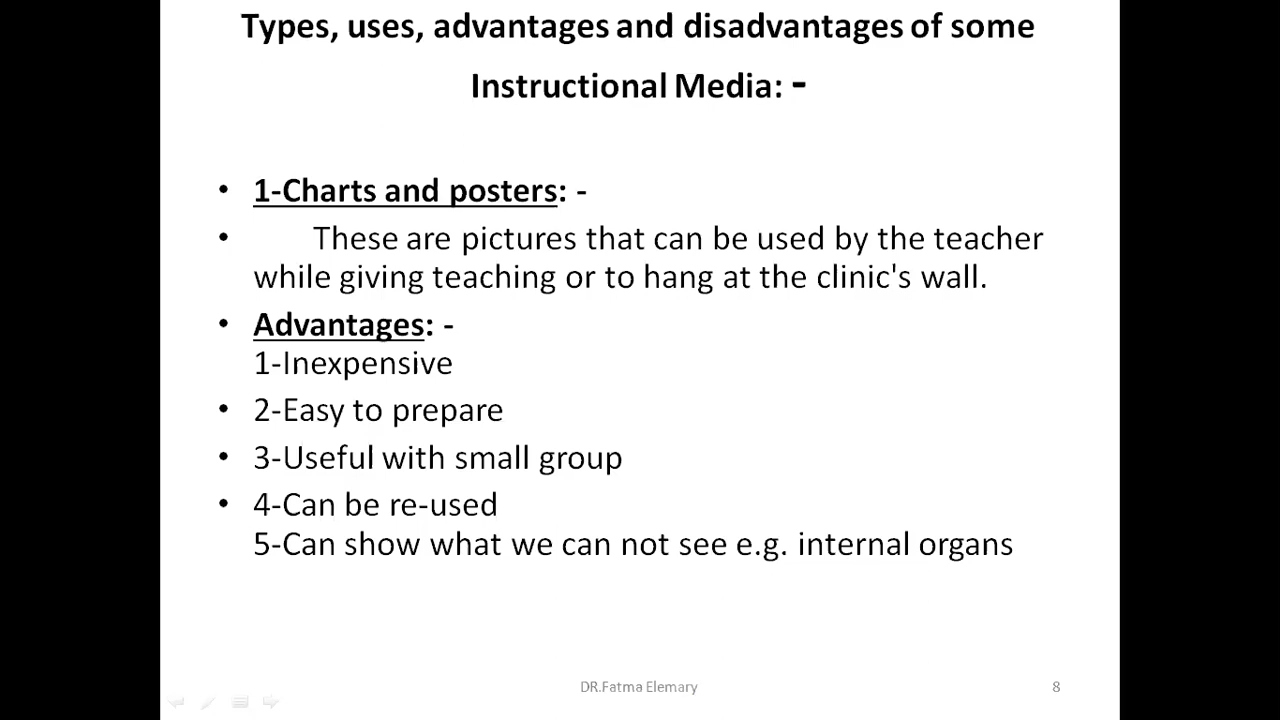 Types, uses, advantages and disadvantages of some
Instructional Media: -
• 1-Charts and posters: -
• These are pictures that can be used by the teacher
while giving teaching or to hang at the clinic's wall.
• Advantages: -
1-Inexpensive
• 2-Easy to prepare
• 3-Useful with small group
• 4-Can be re-used
5-Can show what we can not see e.g. internal organs
DR.Fatma Elemary
8